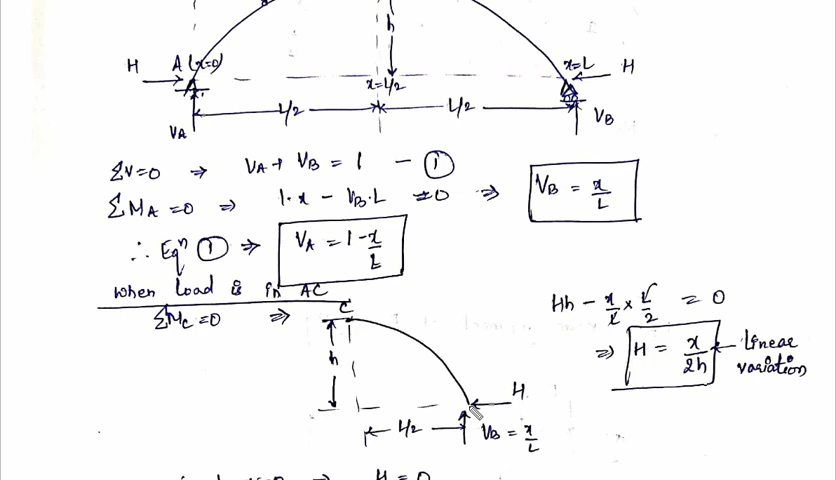 h
H A (x=0) x=L H
x=L/2
L/2 L/2
VA VB
ΣV=0 ⇒ VA + VB = 1 – ①
ΣMA = 0 ⇒ 1·x – VB·L = 0 ⇒ VB = x/L
∴ Eqn ① ⇒ VA = 1 – x/L
when load is in AC
ΣMC = 0 ⇒ C Hh – x/L × L/2 = 0
h ⇒ H = x/2h ← linear variation
H
L/2 VB = x/L
⇒ H = 0